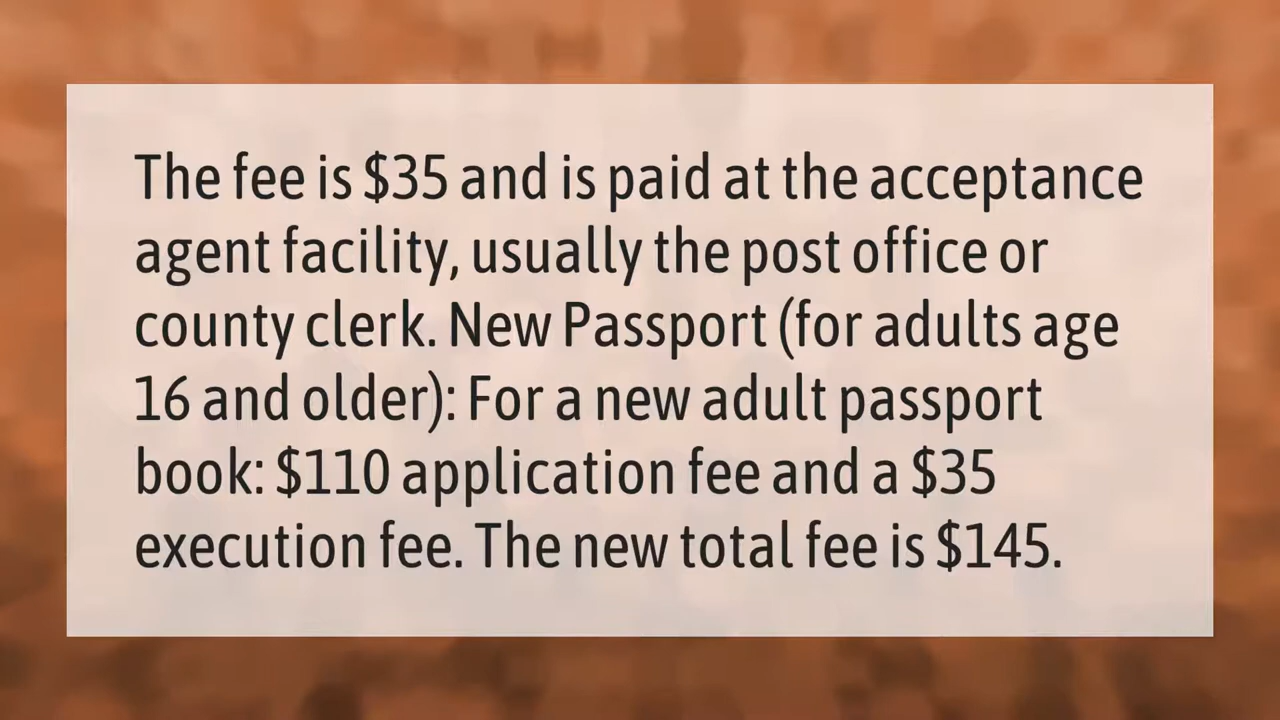 The fee is $35 and is paid at the acceptance
agent facility, usually the post office or
county clerk. New Passport (for adults age
16 and older): For a new adult passport
book: $110 application fee and a $35
execution fee. The new total fee is $145.